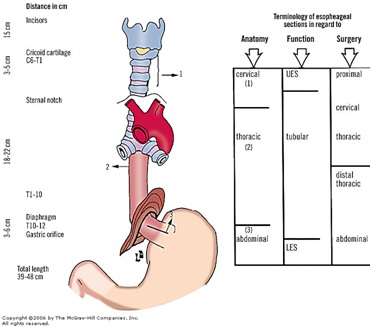 Distance in cm
Incisors
15 cm
Cricoid cartilage
C6-T1
3-5 cm
1
Sternal notch
18-22 cm
2
T1-10
Diaphragm
T10-12
Gastric orifice
3-6 cm
3
Total length
39-48 cm
Terminology of espeageal
sections in regard to
Anatomy Function Surgery
cervical UES proximal
(1)
cervical
thoracic tubular thoracic
(2)
distal
thoracic
(3)
abdominal LES abdominal
Copyright ©2006 by The McGraw-Hill Companies, Inc.
All rights reserved.